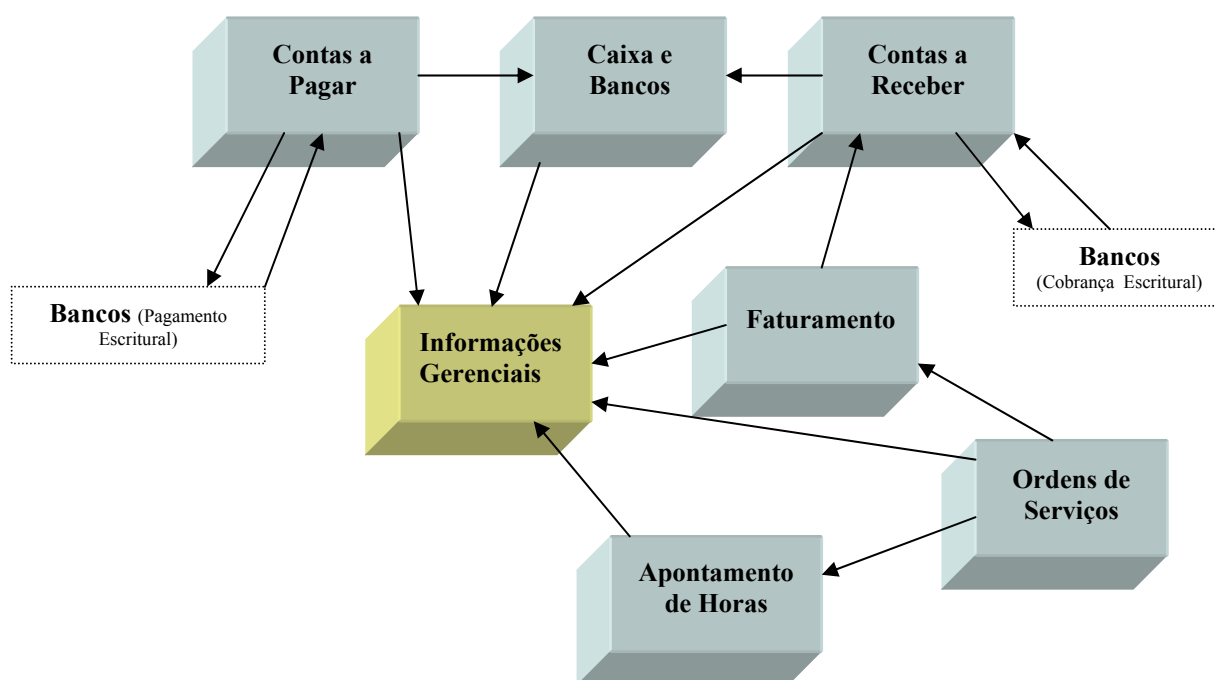 Contas a
Pagar
Caixa e
Bancos
Contas a
Receber
Bancos
(Cobrança Escritural)
Bancos (Pagamento
Escritural)
Faturamento
Informações
Gerenciais
Ordens de
Serviços
Apontamento
de Horas